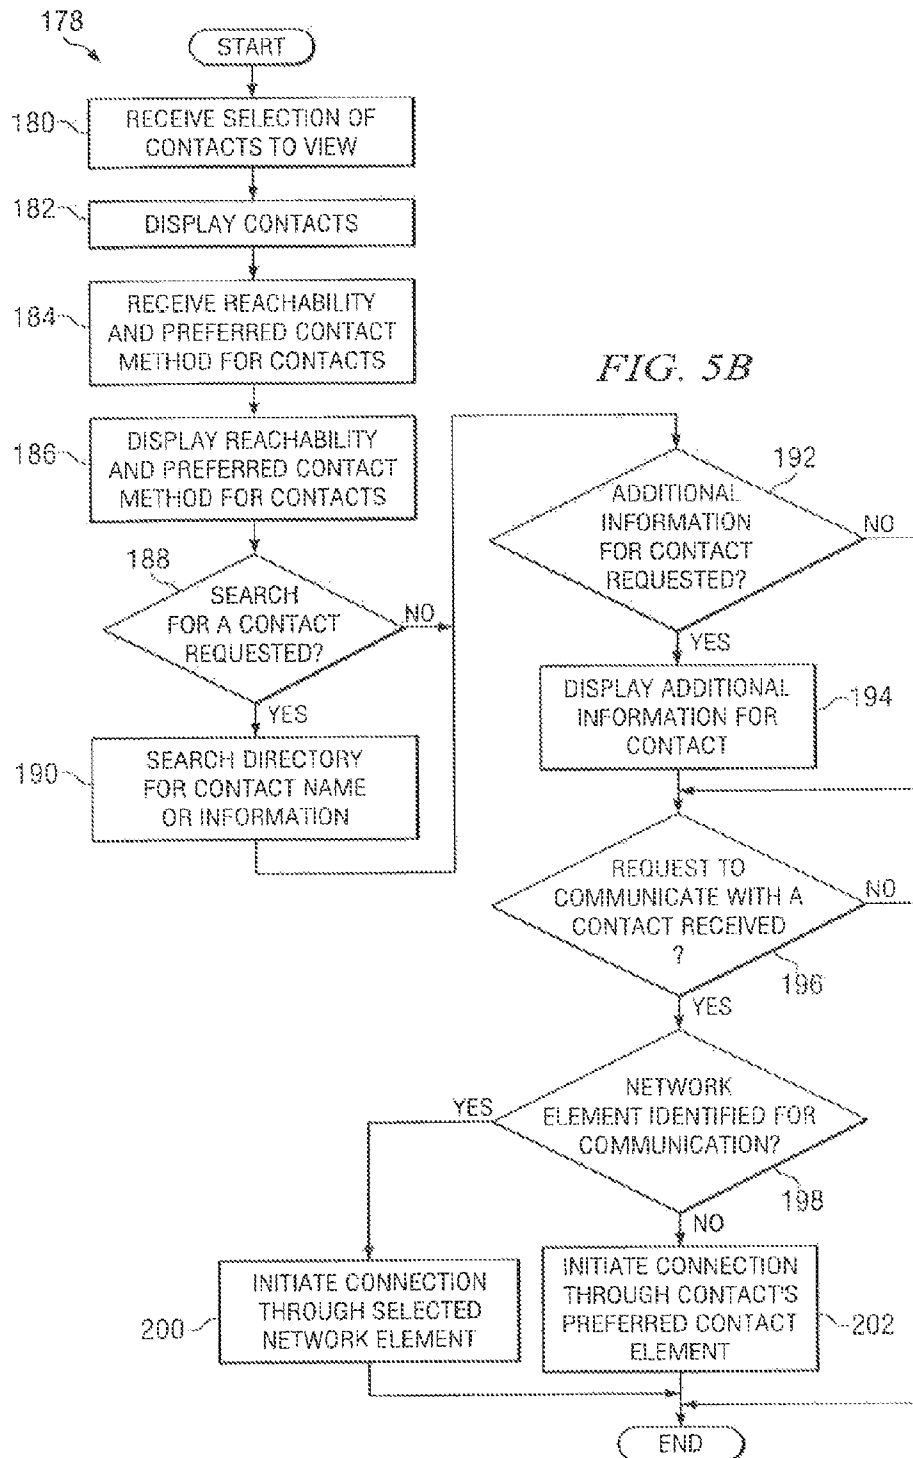 178
START
180
RECEIVE SELECTION OF
CONTACTS TO VIEW
182
DISPLAY CONTACTS
184
RECEIVE REACHABILITY
AND PREFERRED CONTACT
METHOD FOR CONTACTS
186
DISPLAY REACHABILITY
AND PREFERRED CONTACT
METHOD FOR CONTACTS
188
SEARCH
FOR A CONTACT
REQUESTED?
NO
YES
190
SEARCH DIRECTORY
FOR CONTACT NAME
OR INFORMATION
FIG. 5B
192
ADDITIONAL
INFORMATION
FOR CONTACT
REQUESTED?
NO
YES
DISPLAY ADDITIONAL
INFORMATION FOR
CONTACT
194
REQUEST TO
COMMUNICATE WITH A
CONTACT RECEIVED
?
NO
196
YES
NETWORK
ELEMENT IDENTIFIED FOR
COMMUNICATION?
YES
198
NO
200
INITIATE CONNECTION
THROUGH SELECTED
NETWORK ELEMENT
INITIATE CONNECTION
THROUGH CONTACT'S
PREFERRED CONTACT
ELEMENT
202
END